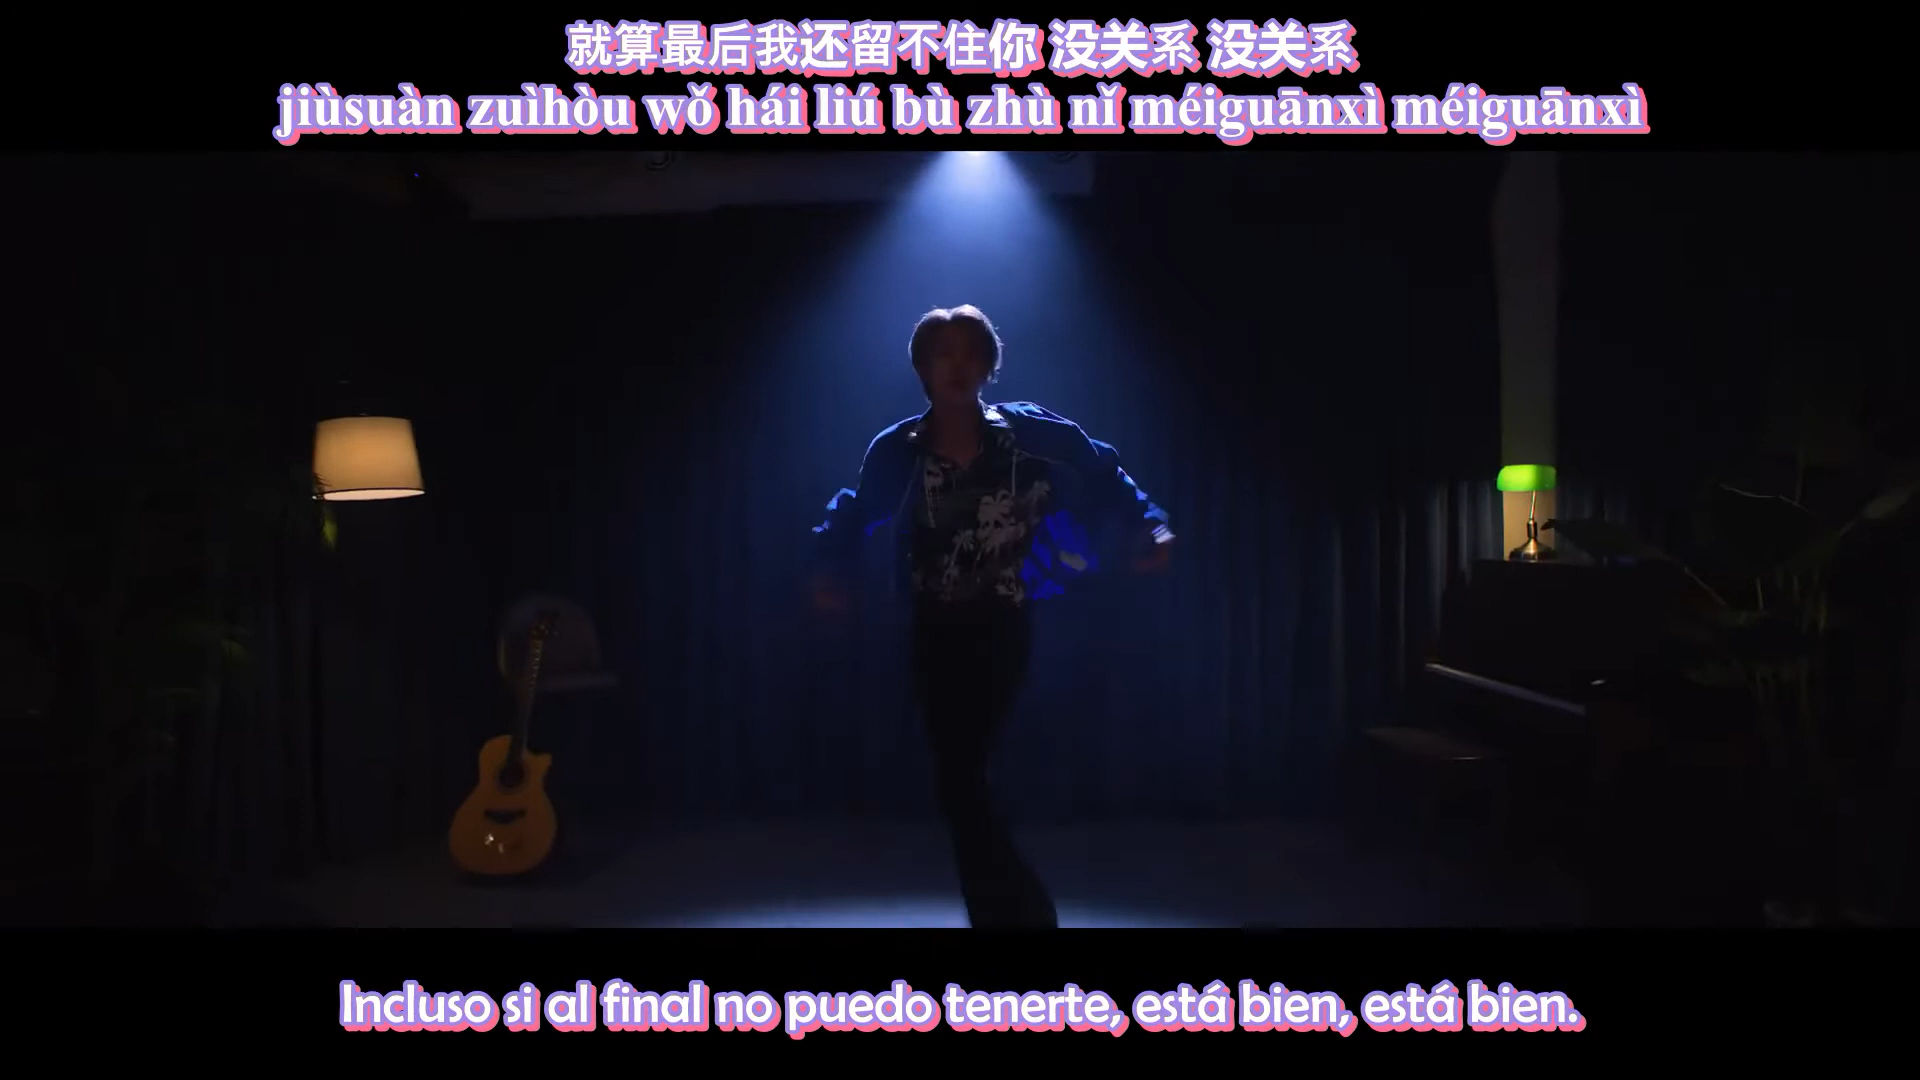 就算最后我还留不住你 没关系 没关系
jiùsuàn zuìhòu wǒ hái liú bù zhù nǐ méiguānxì méiguānxì
Incluso si al final no puedo tenerte, está bien, está bien.